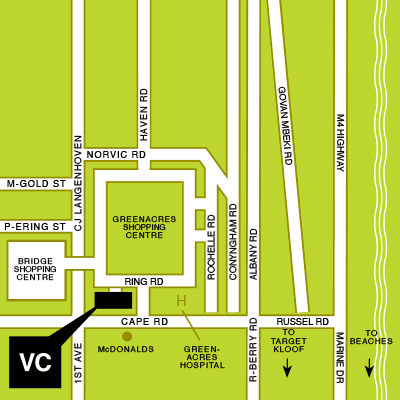 HAVEN RD
GOVAN MBEKI RD
M4 HIGHWAY
CJ LANGENHOVEN
NORVIC RD
M-GOLD ST
P-ERING ST
GREENACRES
SHOPPING
CENTRE
ROCHELLE RD
CONYNGHAM RD
ALBANY RD
BRIDGE
SHOPPING
CENTRE
RING RD
H
CAPE RD
RUSSEL RD
VC
1ST AVE
McDONALDS
GREEN-
ACRES
HOSPITAL
R-BERRY RD
TO
TARGET
KLOOF
MARINE DR
TO
BEACHES